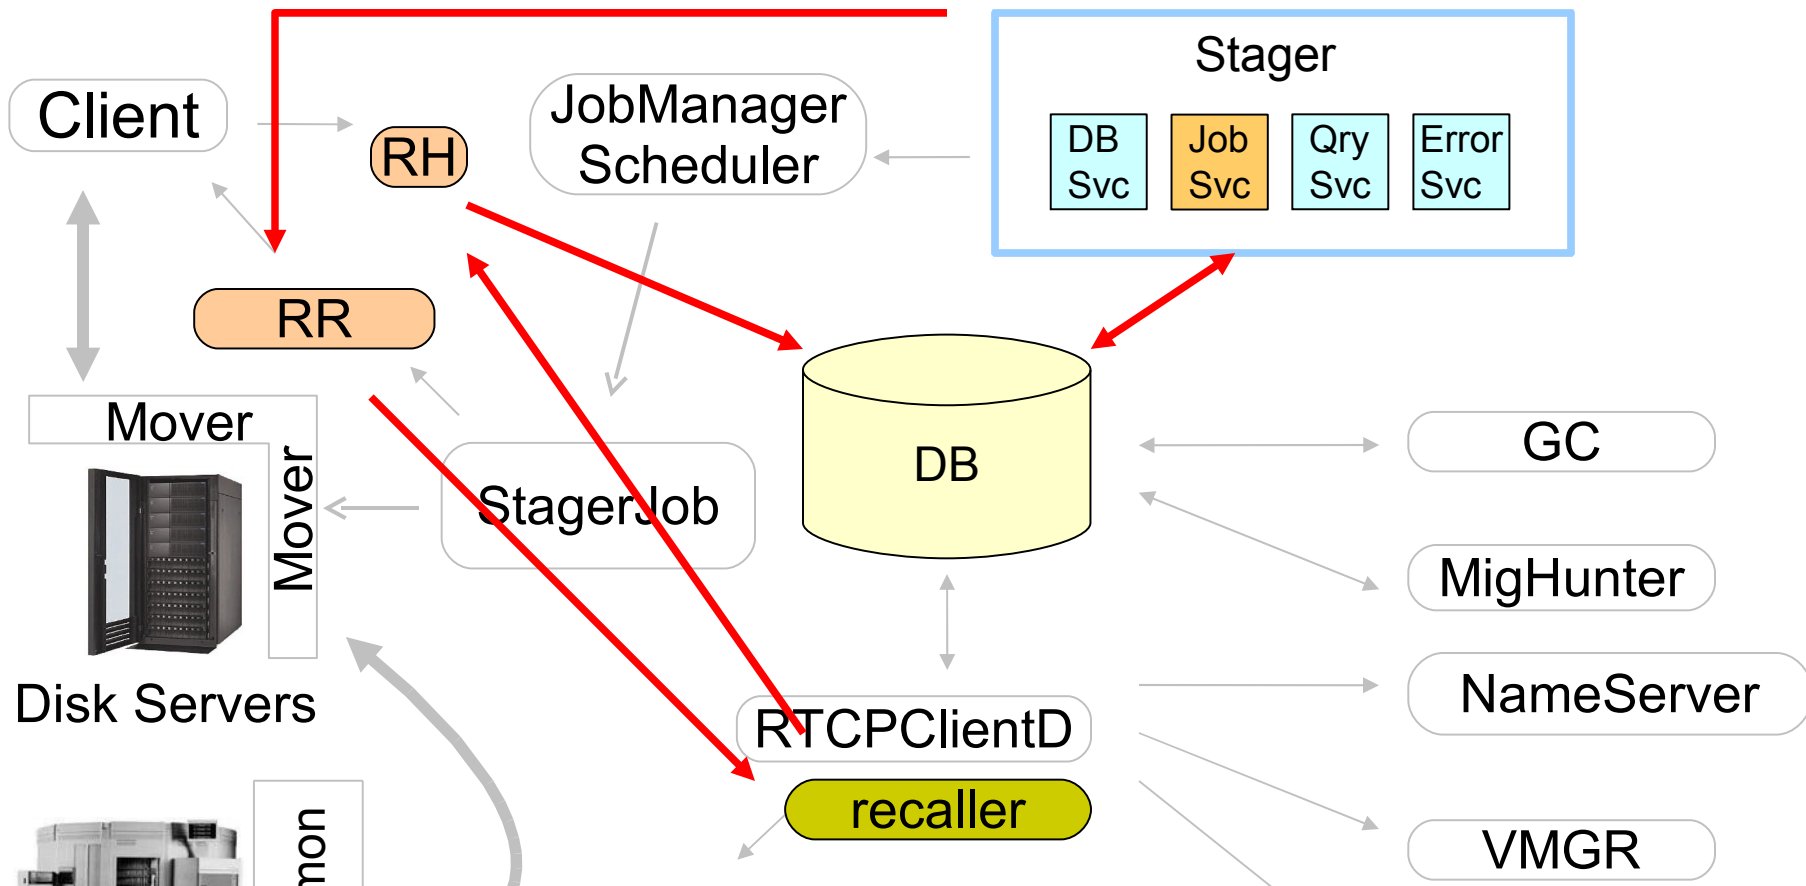 Stager
Client
JobManager
Scheduler
RH
DB
Svc
Job
Svc
Qry
Svc
Error
Svc
RR
Mover
Mover
StagerJob
DB
GC
MigHunter
Disk Servers
RTCPClientD
NameServer
recaller
VMGR